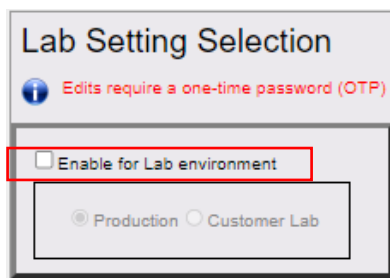 Lab Setting Selection
Edits require a one-time password (OTP)
Enable for Lab environment
Production Customer Lab